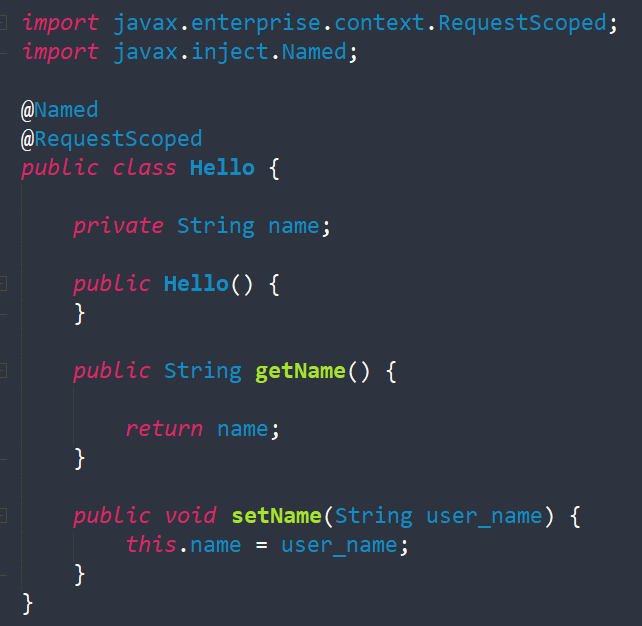 import javax.enterprise.context.RequestScoped;
import javax.inject.Named;
@Named
@RequestScoped
public class Hello {
private String name;
public Hello() {
}
public String getName() {
return name;
}
public void setName(String user_name) {
this.name = user_name;
}
}